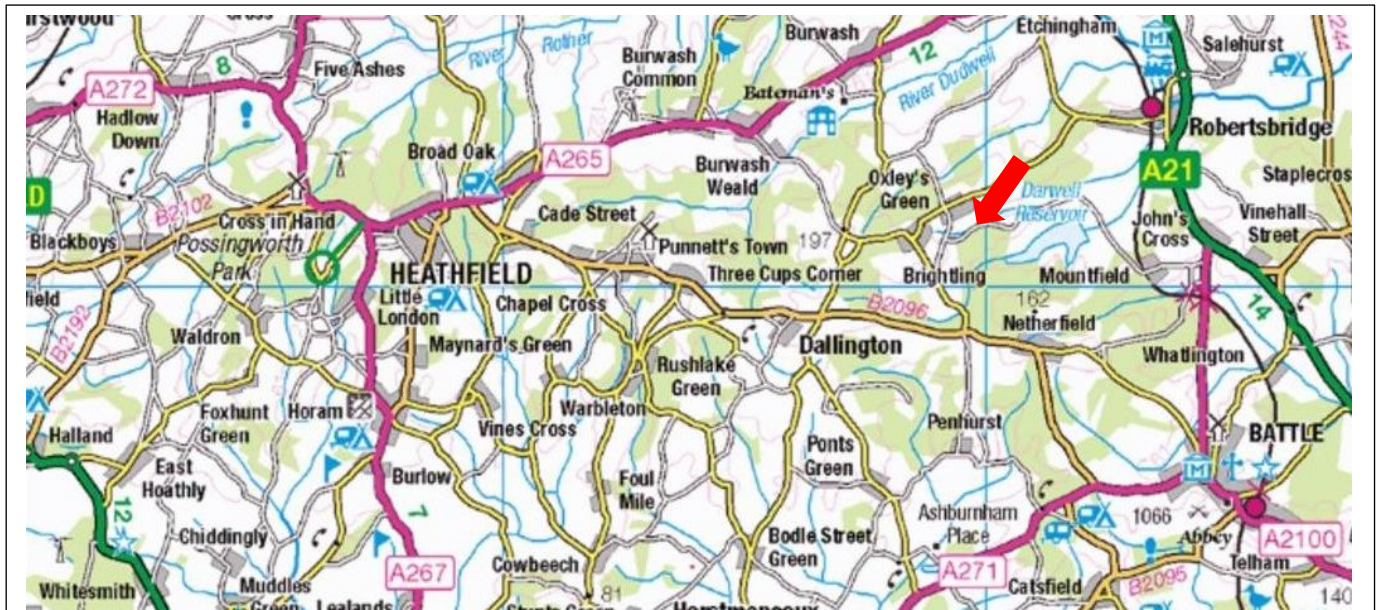 Etchingham
Burwash
Salehurst
Rother
River
Burwash
Common
12
8
Five Ashes
A272
Bateman's
River Dudwell
Hadlow
Down
Robertsbridge
Broad Oak
A265
A21
Burwash
Weald
Oxley's
Green
Staplecros
D
B2102
Darwell
Reservoir
Cade Street
Cross in Hand
John's
Cross
Vinehall
Street
Blackboys
Possingworth
Park
Punnett's Town
197
HEATHFIELD
Three Cups Corner
Brightling
Mountfield
field
Little
London
Chapel Cross
B2096
162
14
B2192
Waldron
Maynard's Green
Netherfield
Dallington
Whatlington
Rushlake
Green
Foxhunt
Green
Horam
Warbleton
Penhurst
Halland
Vines Cross
Ponts
Green
BATTLE
East
Hoathly
Burlow
Foul
Mile
12
7
Ashburnham
Place
1066
Chiddingly
Bodle Street
Green
Abbey
A2100
Cowbeech
Telham
A267
A271
Catsfield
B2095
Whitesmith
Muddles
Green
Lealands
81
140